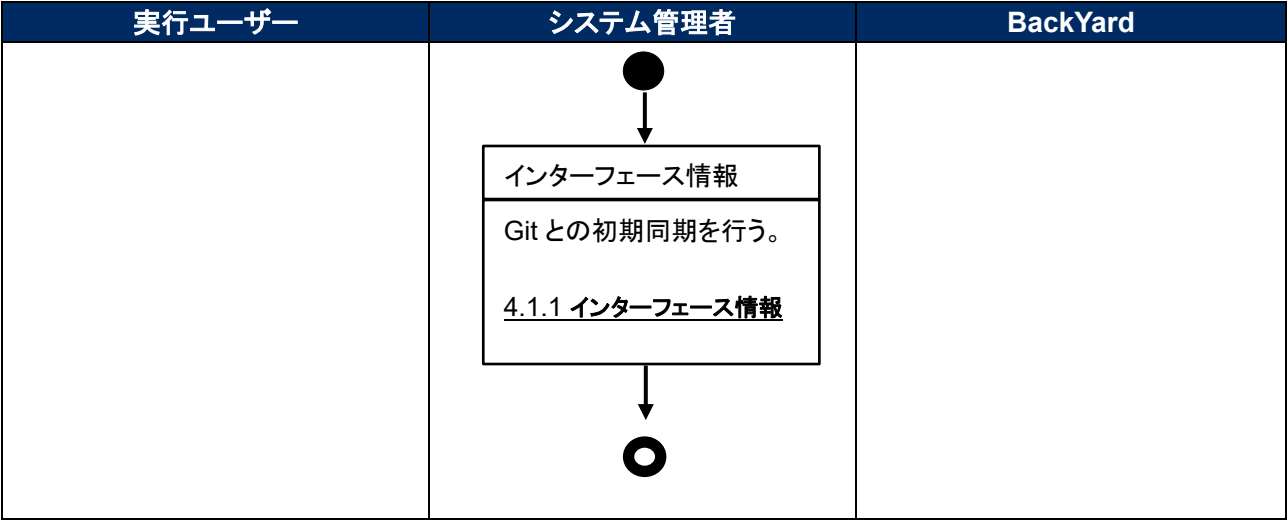 実行ユーザー
システム管理者
BackYard
インターフェース情報
Git との初期同期を行う。
4.1.1 インターフェース情報